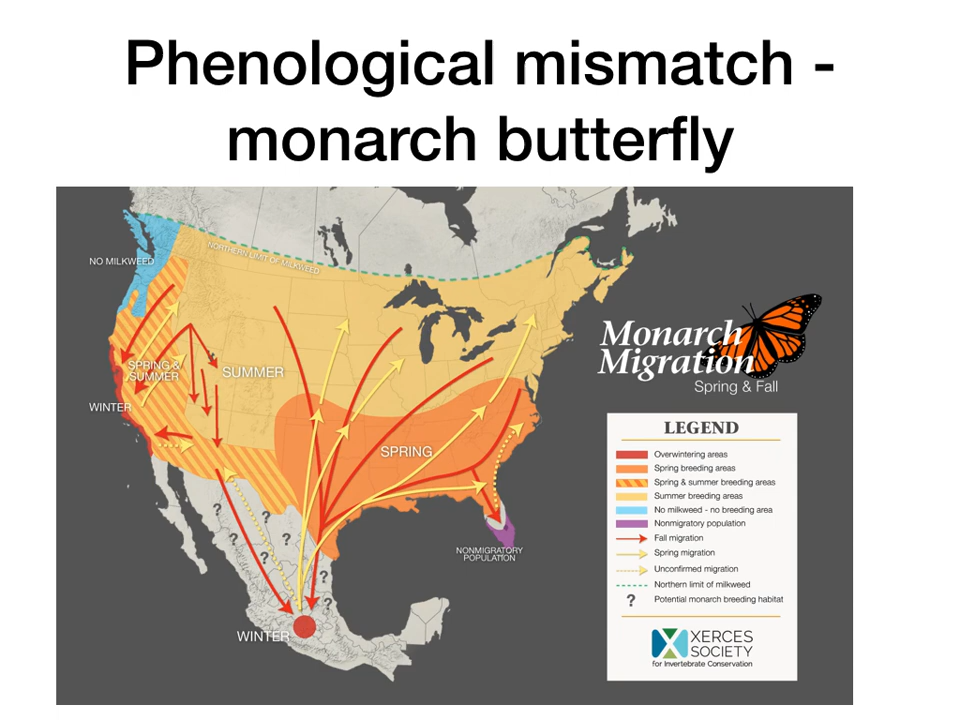 Phenological mismatch -
monarch butterfly
NO MILKWEED
NORTHERN LIMIT OF MILKWEED
SPRING &
SUMMER
SUMMER
WINTER
SPRING
NONMIGRATORY
POPULATION
WINTER
?
?
?
?
?
?
?
Monarch
Migration
Spring & Fall
LEGEND
Overwintering areas
Spring breeding areas
Spring & summer breeding areas
Summer breeding areas
No milkweed - no breeding area
Nonmigratory population
Fall migration
Spring migration
Unconfirmed migration
Northern limit of milkweed
? Potential monarch breeding habitat
XERCES
SOCIETY
for Invertebrate Conservation